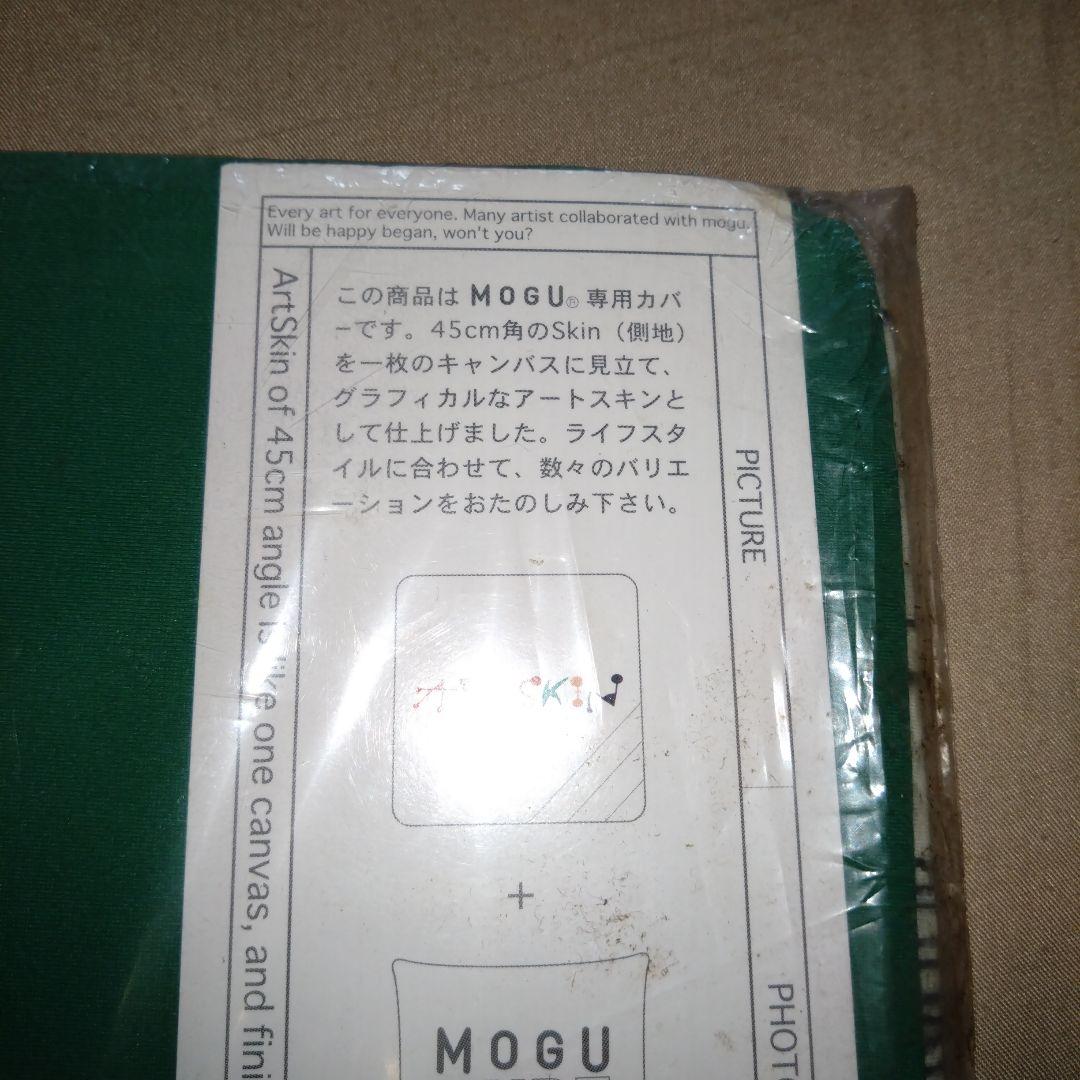 Every art for everyone. Many artist collaborated with mogu.
Will be happy began, won't you?
ArtSkin of 45cm angle is like one canvas, and fini
この商品は MOGU® 専用カバ
ーです。45cm角のSkin（側地）
を一枚のキャンバスに見立て、
グラフィカルなアートスキンと
して仕上げました。ライフスタ
イルに合わせて、数々のバリエ
ーションをおたのしみ下さい。
PICTURE
SKIN
+
MOGU
PHOTO